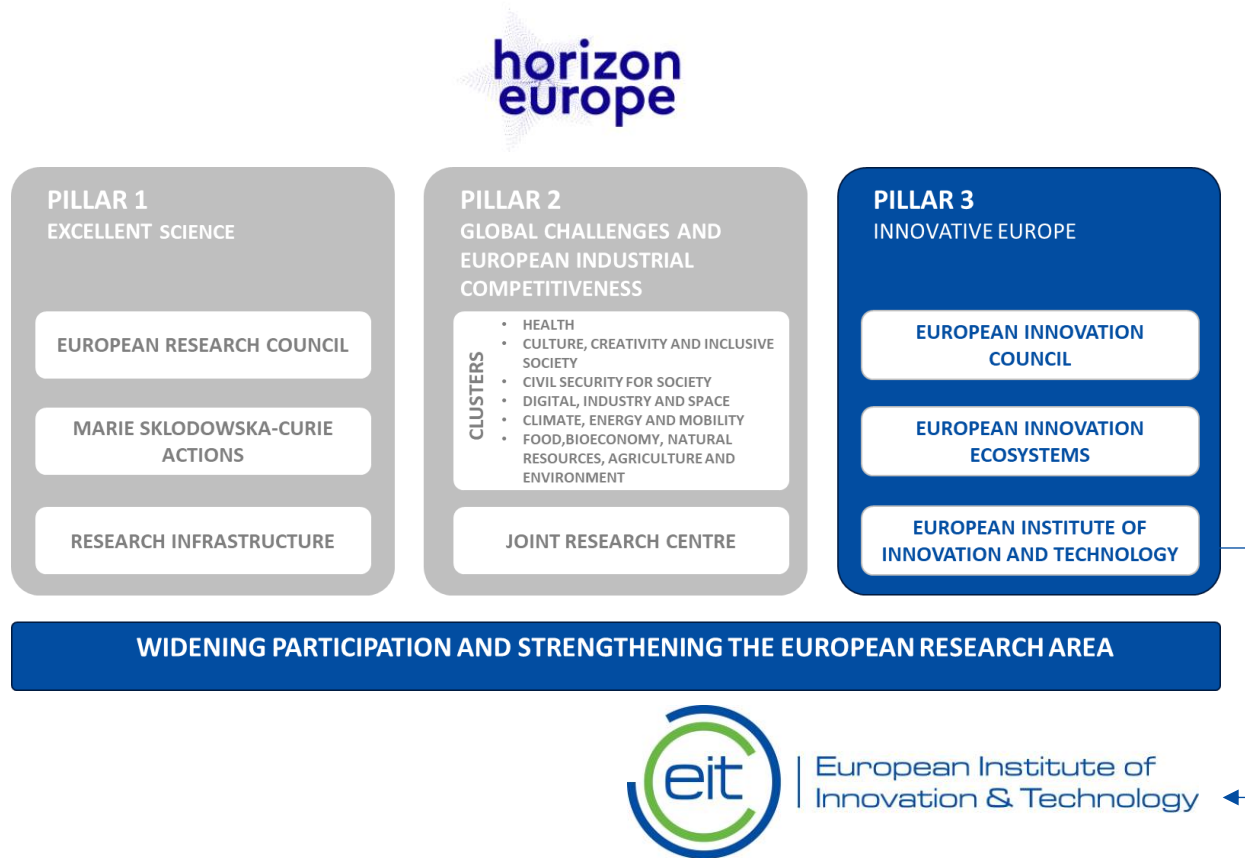 horizon
europe
PILLAR 1
EXCELLENT SCIENCE
EUROPEAN RESEARCH COUNCIL
MARIE SKLODOWSKA-CURIE
ACTIONS
RESEARCH INFRASTRUCTURE
PILLAR 2
GLOBAL CHALLENGES AND
EUROPEAN INDUSTRIAL
COMPETITIVENESS
CLUSTERS
• HEALTH
• CULTURE, CREATIVITY AND INCLUSIVE
SOCIETY
• CIVIL SECURITY FOR SOCIETY
• DIGITAL, INDUSTRY AND SPACE
• CLIMATE, ENERGY AND MOBILITY
• FOOD,BIOECONOMY, NATURAL
RESOURCES, AGRICULTURE AND
ENVIRONMENT
JOINT RESEARCH CENTRE
PILLAR 3
INNOVATIVE EUROPE
EUROPEAN INNOVATION
COUNCIL
EUROPEAN INNOVATION
ECOSYSTEMS
EUROPEAN INSTITUTE OF
INNOVATION AND TECHNOLOGY
WIDENING PARTICIPATION AND STRENGTHENING THE EUROPEAN RESEARCH AREA
eit
European Institute of
Innovation & Technology